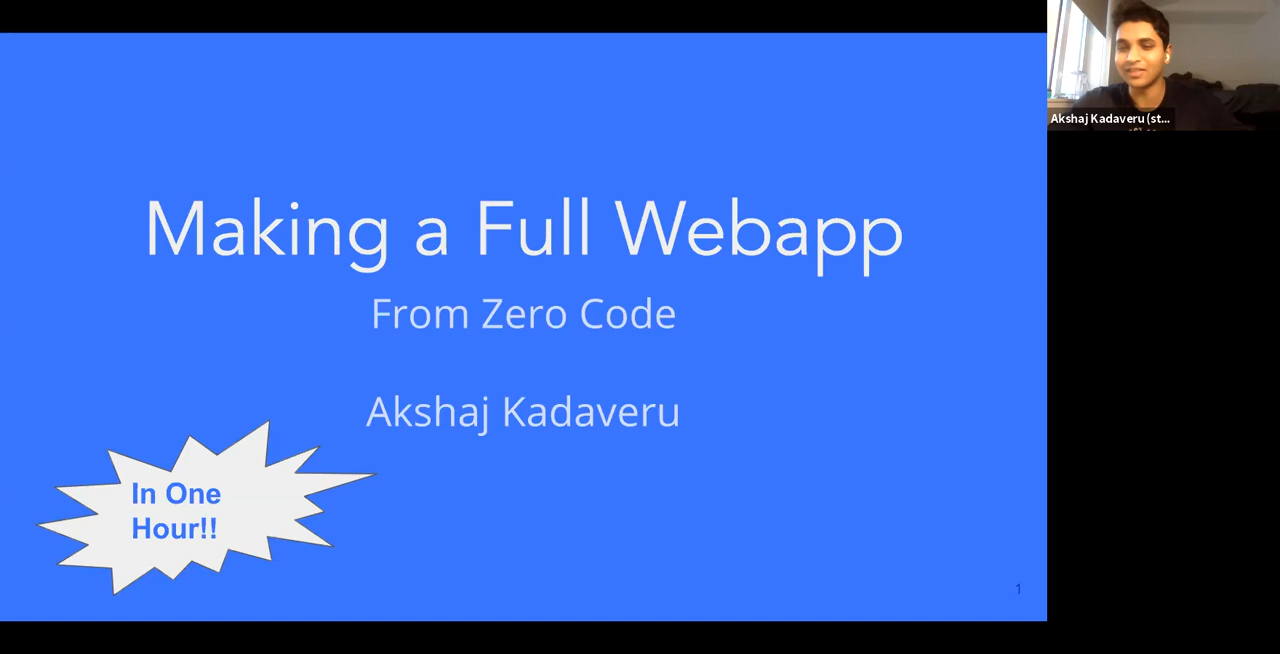 Making a Full Webapp
From Zero Code
Akshaj Kadaveru
In One
Hour!!
1
Akshaj Kadaveru (st...